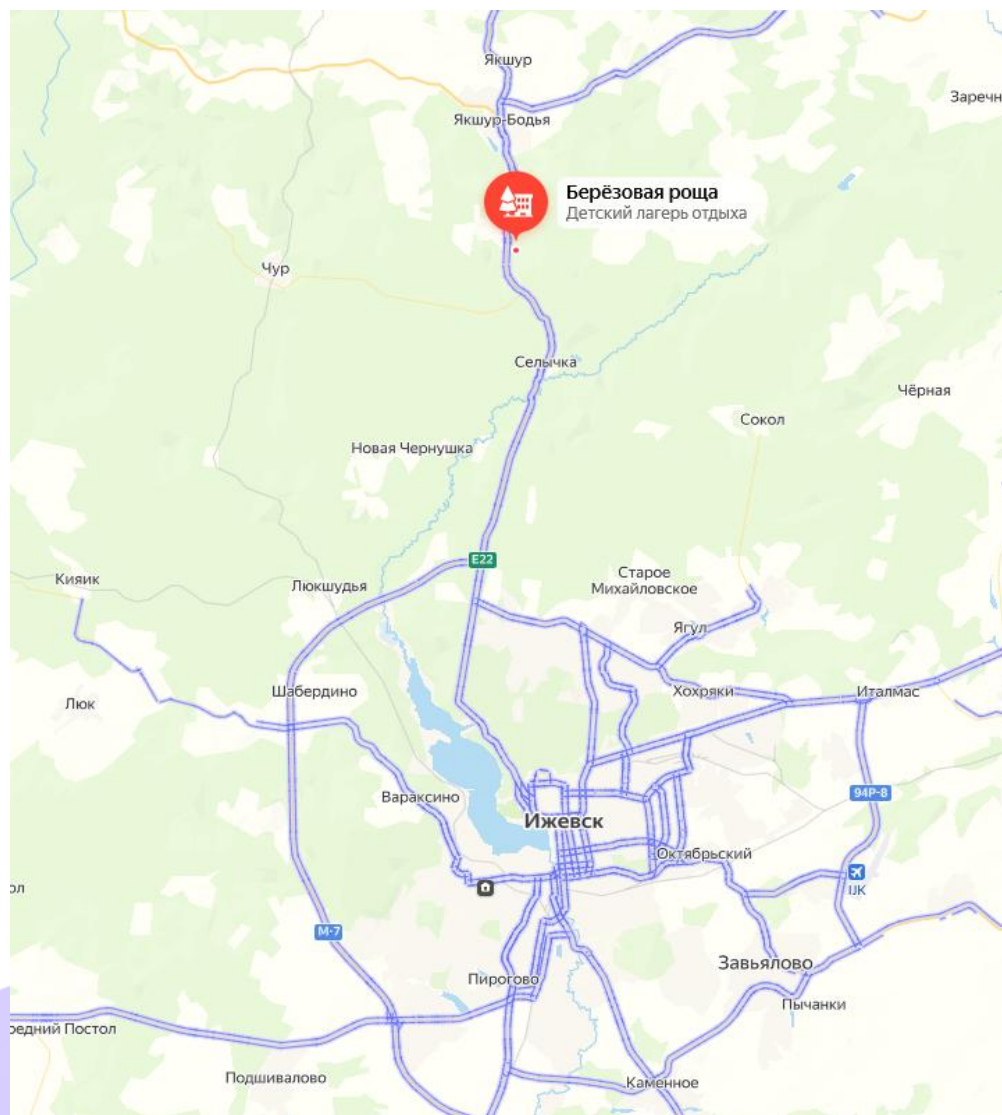 Якшур
Заречн
Якшур-Бодья
Берёзовая роща
Детский лагерь отдыха
Чур
Селычка
Чёрная
Сокол
Новая Чернушка
E22
Кияик
Люкшудья
Старое
Михайловское
Ягул
Шабердино
Хохряки
Италмас
Люк
Вараксино
94Р-8
Ижевск
Октябрьский
IJK
ол
М-7
Завьялово
Пирогово
Пычанки
редний Постол
Подшивалово
Каменное